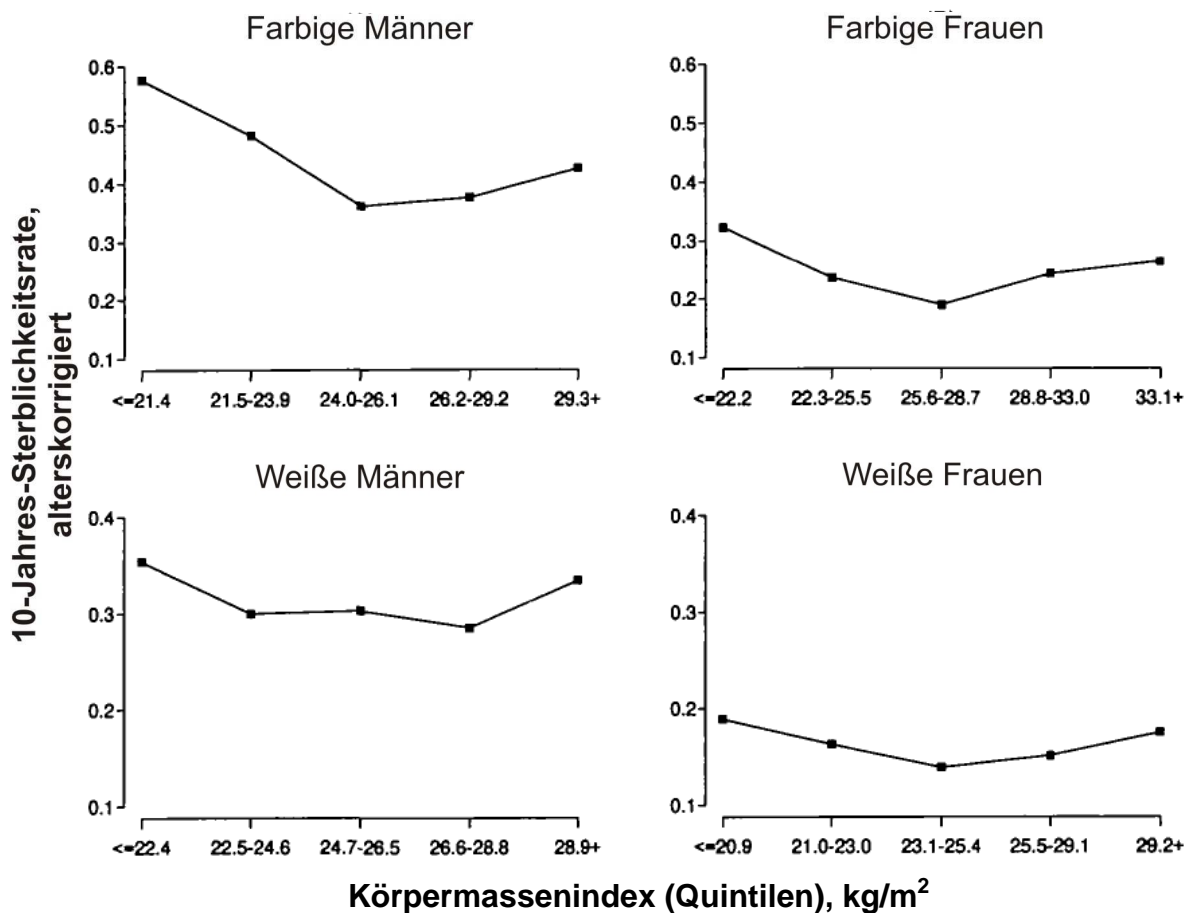 Farbige Männer
Farbige Frauen
0.6
0.5
0.4
0.3
0.2
0.1
<=21.4 21.5-23.9 24.0-26.1 26.2-29.2 29.3+
0.6
0.5
0.4
0.3
0.2
0.1
<=22.2 22.3-25.5 25.6-28.7 28.8-33.0 33.1+
10-Jahres-Sterblichkeitsrate,
alterskorrigiert
Weiße Männer
Weiße Frauen
0.4
0.3
0.2
0.1
<=22.4 22.5-24.6 24.7-26.5 26.6-28.8 28.9+
0.4
0.3
0.2
0.1
<=20.9 21.0-23.0 23.1-25.4 25.5-29.1 29.2+
Körpermassenindex (Quintilen), kg/m²